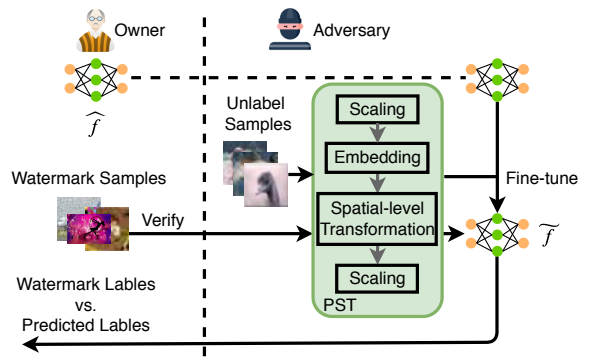 Owner
Adversary
f̂
Unlabel
Samples
Scaling
Embedding
Spatial-level
Transformation
Scaling
PST
Fine-tune
f̃
Watermark Samples
Verify
Watermark Lables
vs.
Predicted Lables